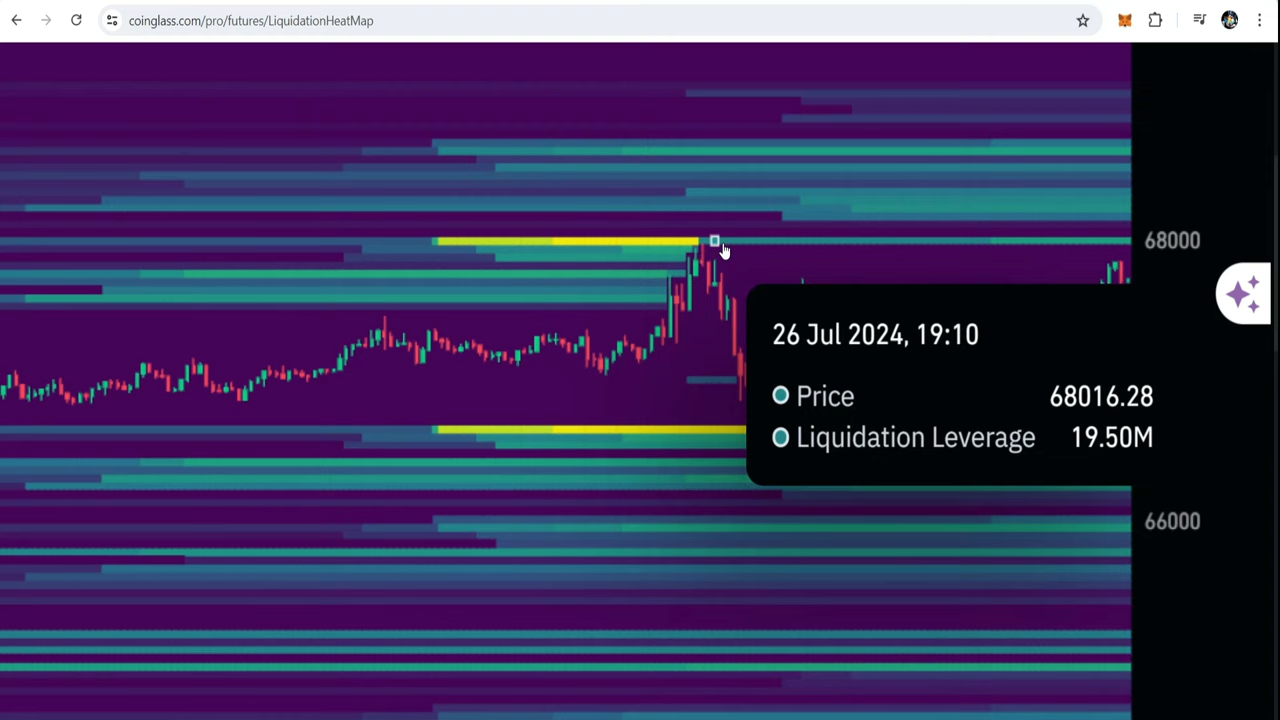 coinglass.com/pro/futures/LiquidationHeatMap
68000
26 Jul 2024, 19:10
Price 68016.28
Liquidation Leverage 19.50M
66000